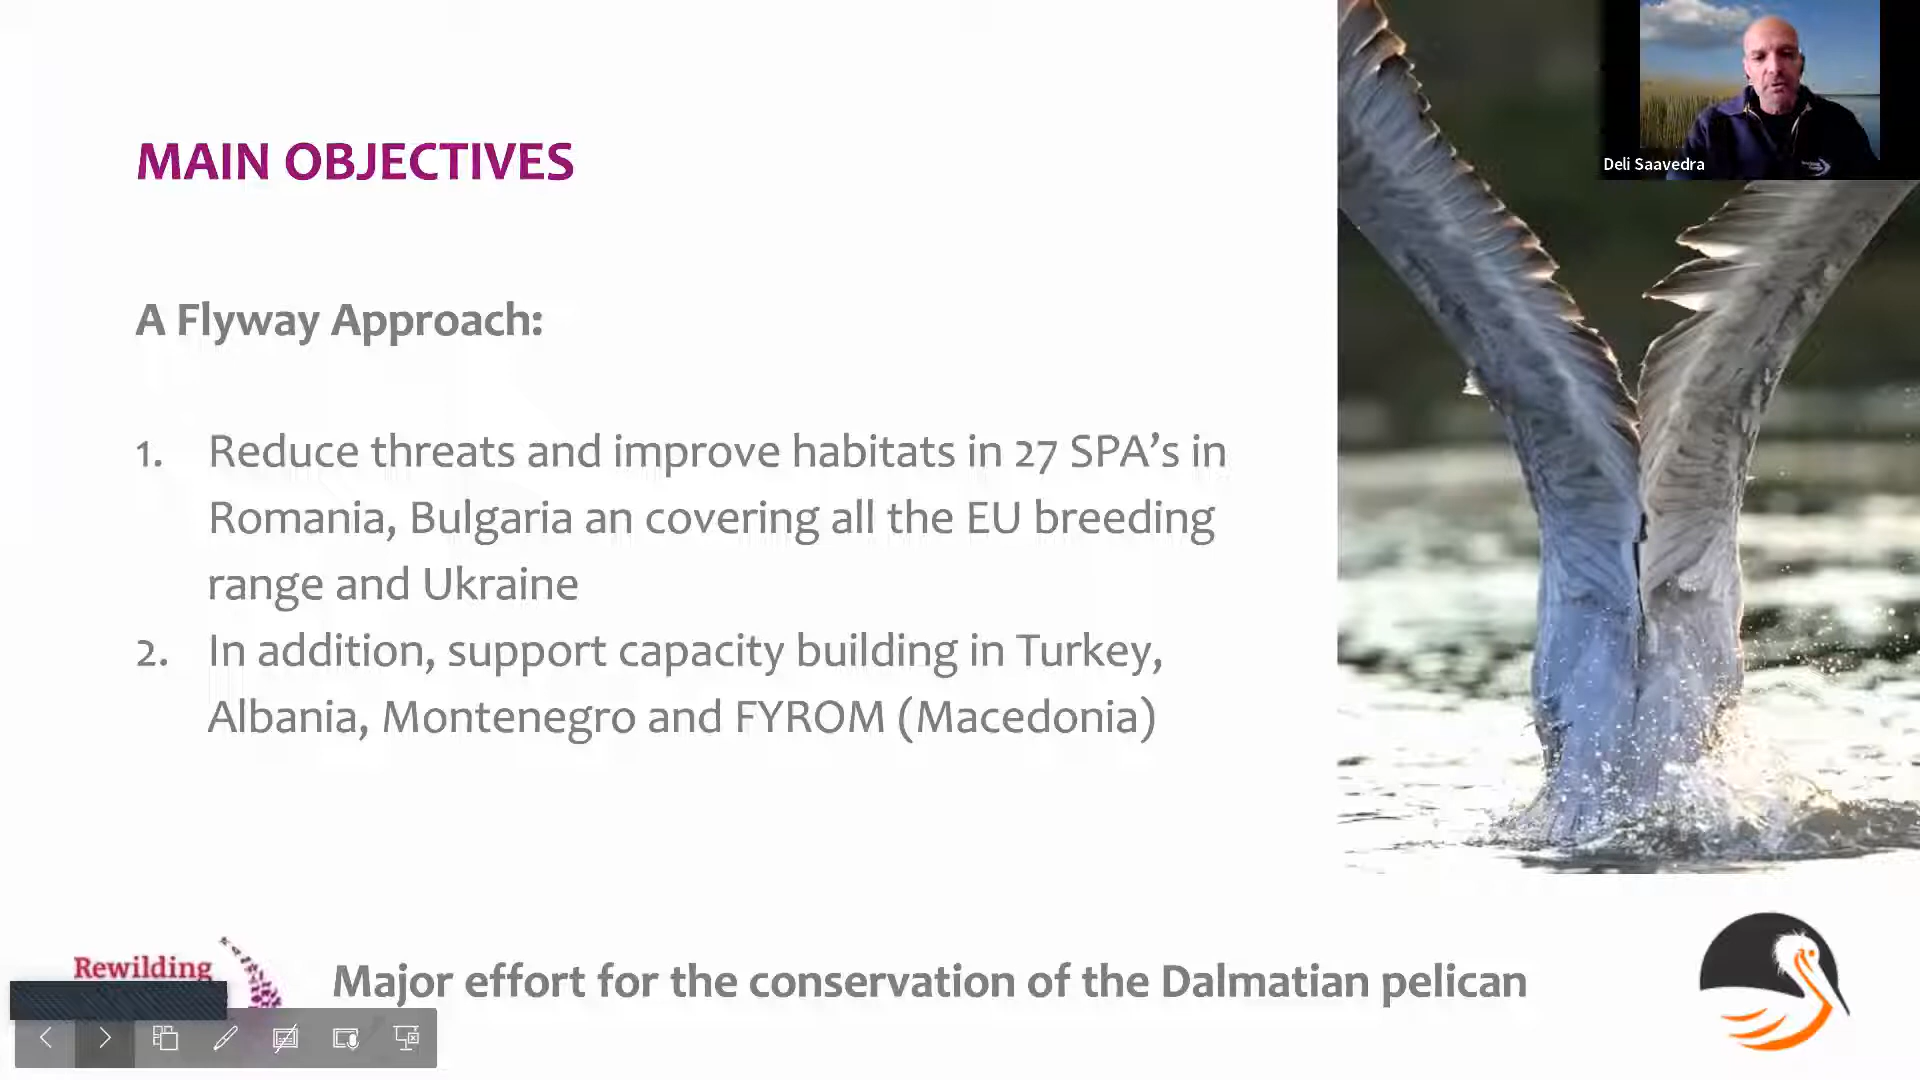 Deli Saavedra
MAIN OBJECTIVES
A Flyway Approach:
1. Reduce threats and improve habitats in 27 SPA’s in
Romania, Bulgaria an covering all the EU breeding
range and Ukraine
2. In addition, support capacity building in Turkey,
Albania, Montenegro and FYROM (Macedonia)
Rewilding
Major effort for the conservation of the Dalmatian pelican